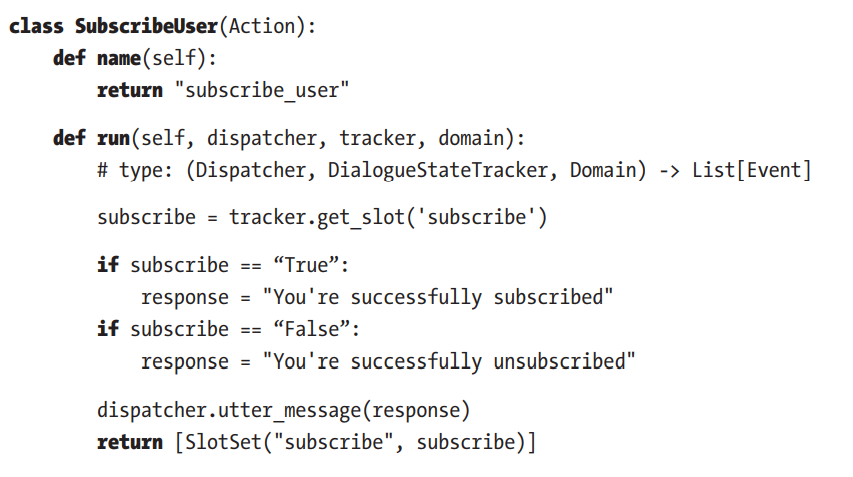 class SubscribeUser(Action):
    def name(self):
        return "subscribe_user"
    def run(self, dispatcher, tracker, domain):
        # type: (Dispatcher, DialogueStateTracker, Domain) -> List[Event]
        subscribe = tracker.get_slot('subscribe')
        if subscribe == “True”:
            response = "You're successfully subscribed"
        if subscribe == “False”:
            response = "You're successfully unsubscribed"
        dispatcher.utter_message(response)
        return [SlotSet("subscribe", subscribe)]